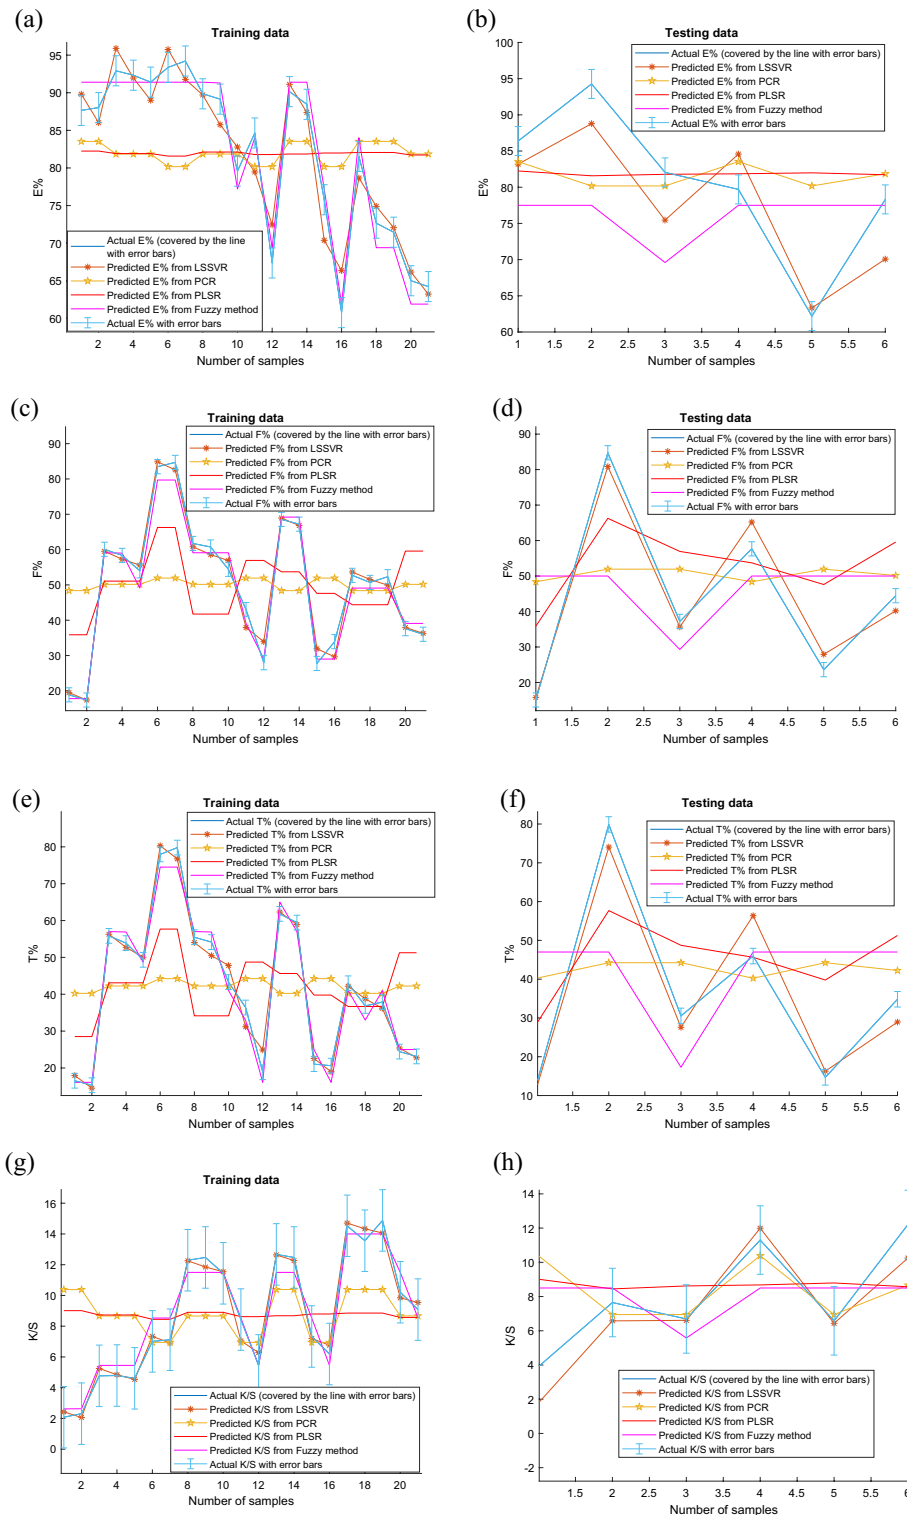 (a)
Training data
95
90
85
80
75
70
65
60
E%
Actual E% (covered by the line
with error bars)
Predicted E% from LSSVR
Predicted E% from PCR
Predicted E% from PLSR
Predicted E% from Fuzzy method
Actual E% with error bars
2 4 6 8 10 12 14 16 18 20
Number of samples
(b)
Testing data
100
95
90
85
80
75
70
65
60
E%
Actual E% (covered by the line with error bars)
Predicted E% from LSSVR
Predicted E% from PCR
Predicted E% from PLSR
Predicted E% from Fuzzy method
Actual E% with error bars
1 1.5 2 2.5 3 3.5 4 4.5 5 5.5 6
Number of samples
(c)
Training data
90
80
70
60
50
40
30
20
F%
Actual F% (covered by the line with error bars)
Predicted F% from LSSVR
Predicted F% from PCR
Predicted F% from PLSR
Predicted F% from Fuzzy method
Actual F% with error bars
2 4 6 8 10 12 14 16 18 20
Number of samples
(d)
Testing data
90
80
70
60
50
40
30
20
F%
Actual F% (covered by the line with error bars)
Predicted F% from LSSVR
Predicted F% from PCR
Predicted F% from PLSR
Predicted F% from Fuzzy method
Actual F% with error bars
1 1.5 2 2.5 3 3.5 4 4.5 5 5.5 6
Number of samples
(e)
Training data
80
70
60
50
40
30
20
T%
Actual T% (covered by the line with error bars)
Predicted T% from LSSVR
Predicted T% from PCR
Predicted T% from PLSR
Predicted T% from Fuzzy method
Actual T% with error bars
2 4 6 8 10 12 14 16 18 20
Number of samples
(f)
Testing data
80
70
60
50
40
30
20
10
T%
Actual T% (covered by the line with error bars)
Predicted T% from LSSVR
Predicted T% from PCR
Predicted T% from PLSR
Predicted T% from Fuzzy method
Actual T% with error bars
1.5 2 2.5 3 3.5 4 4.5 5 5.5 6
Number of samples
(g)
Training data
16
14
12
10
8
6
4
2
0
K/S
Actual K/S (covered by the line with error bars)
Predicted K/S from LSSVR
Predicted K/S from PCR
Predicted K/S from PLSR
Predicted K/S from Fuzzy method
Actual K/S with error bars
2 4 6 8 10 12 14 16 18 20
Number of samples
(h)
14
12
10
8
6
4
2
0
-2
K/S
Actual K/S (covered by the line with error bars)
Predicted K/S from LSSVR
Predicted K/S from PCR
Predicted K/S from PLSR
Predicted K/S from Fuzzy method
Actual K/S with error bars
1.5 2 2.5 3 3.5 4 4.5 5 5.5 6
Number of samples